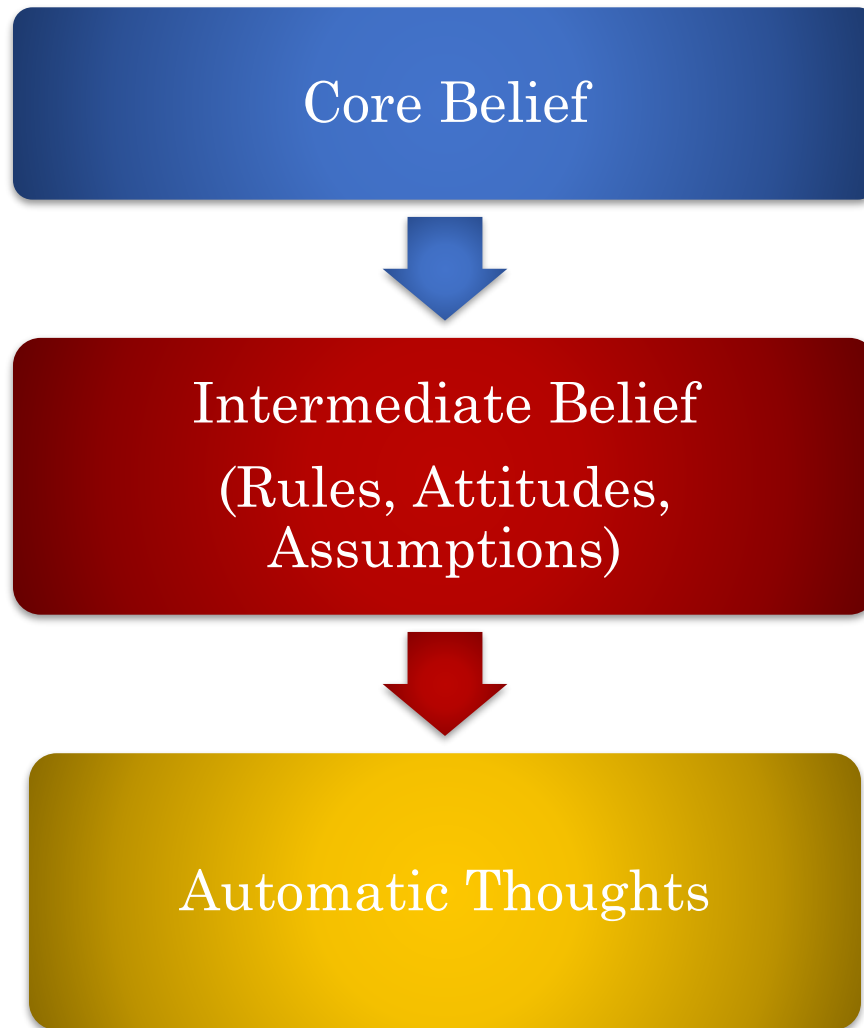 Core Belief
Intermediate Belief
(Rules, Attitudes,
Assumptions)
Automatic Thoughts